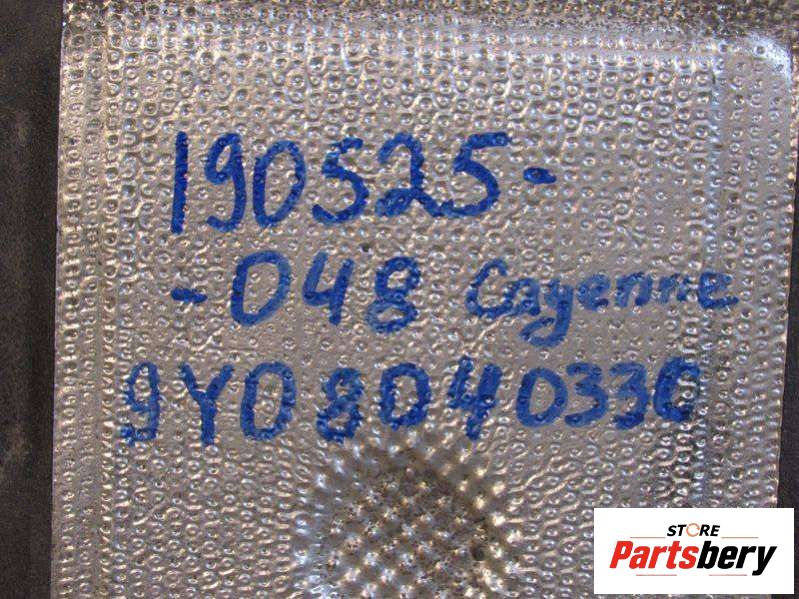 190525-
-048 Cayenne
9Y0804033C
STORE
Partsbery